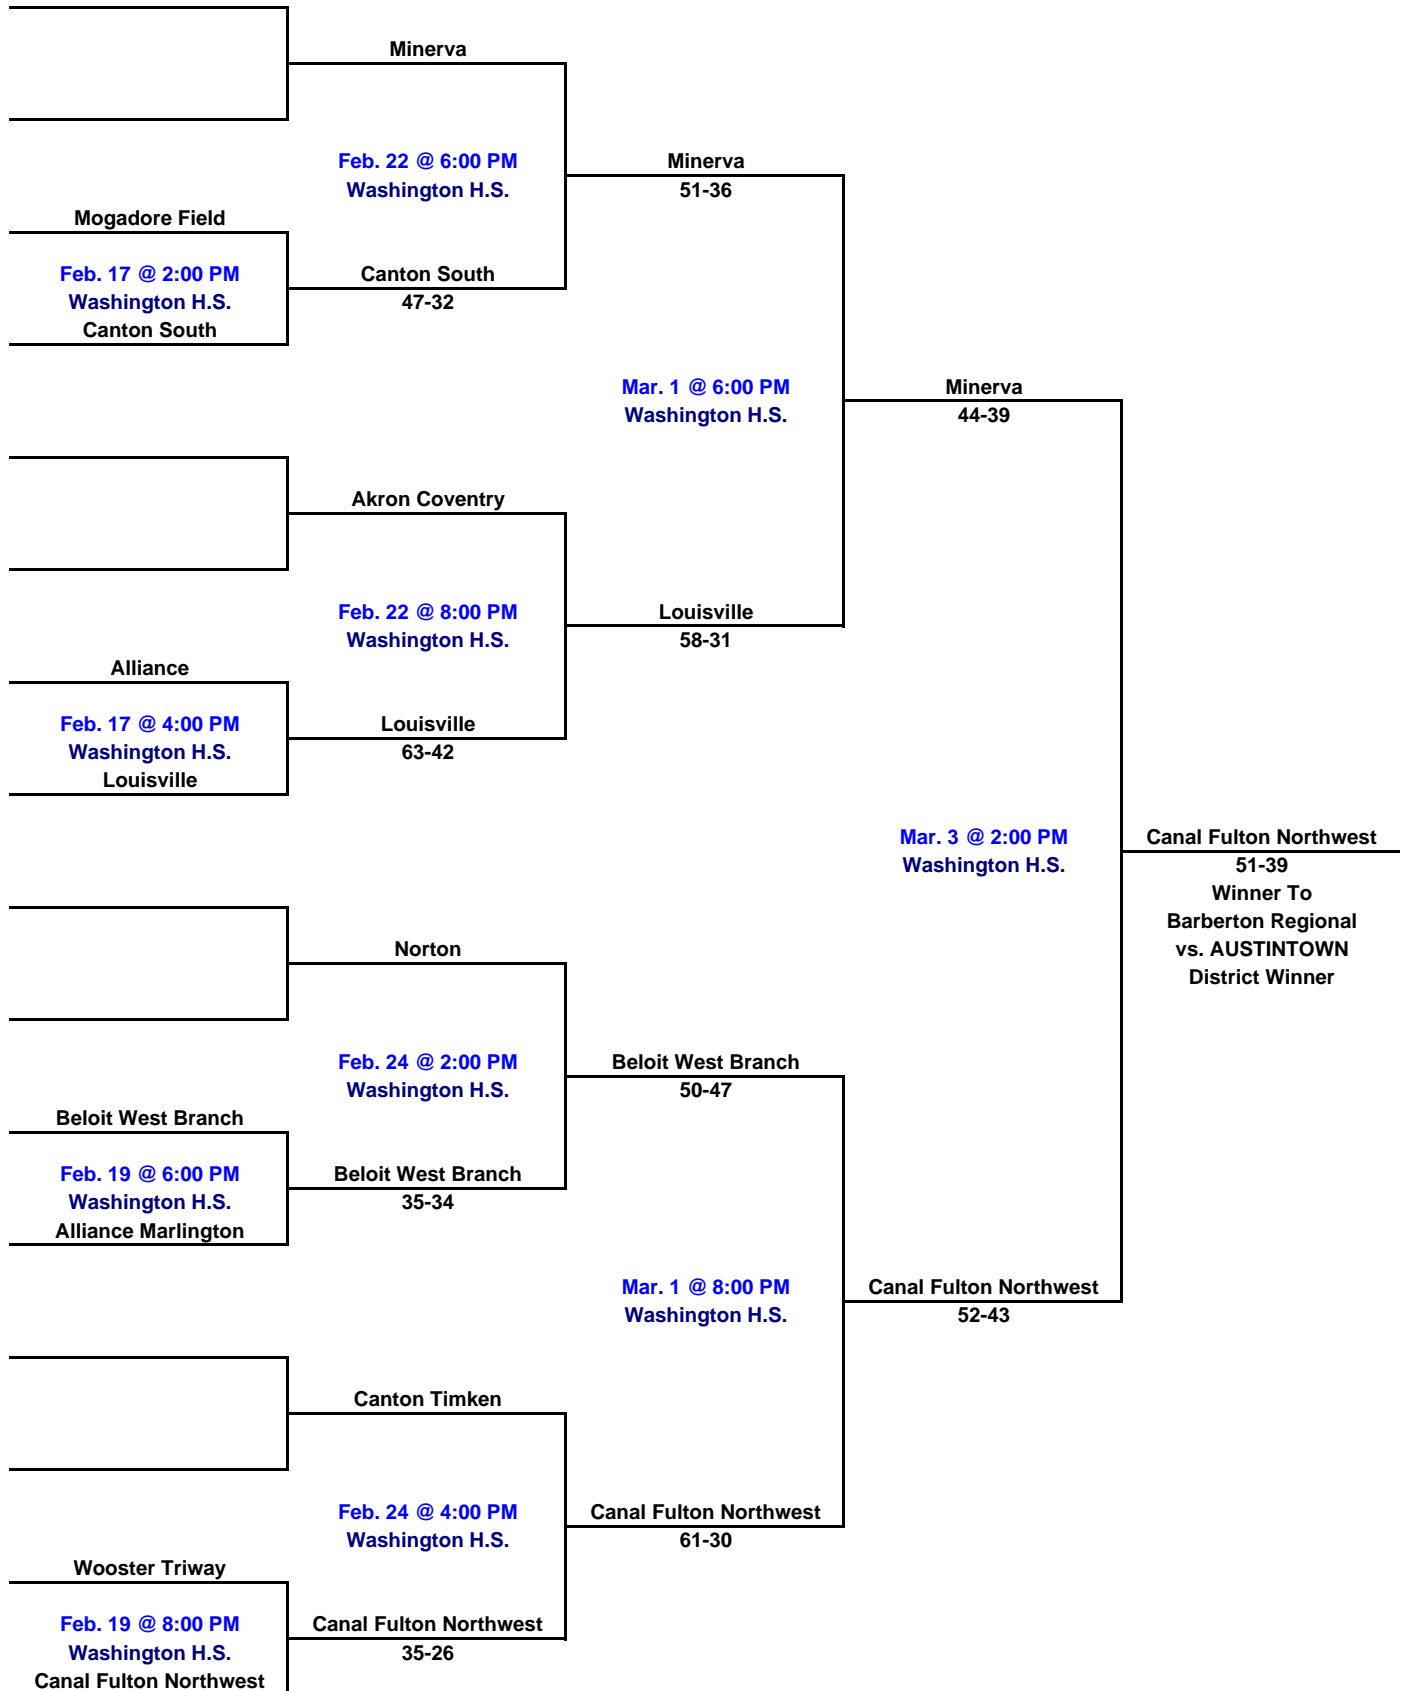 Minerva
Feb. 22 @ 6:00 PM
Washington H.S.
Minerva
51-36
Mogadore Field
Feb. 17 @ 2:00 PM
Washington H.S.
Canton South
Canton South
47-32
Mar. 1 @ 6:00 PM
Washington H.S.
Minerva
44-39
Akron Coventry
Feb. 22 @ 8:00 PM
Washington H.S.
Louisville
58-31
Alliance
Feb. 17 @ 4:00 PM
Washington H.S.
Louisville
Louisville
63-42
Mar. 3 @ 2:00 PM
Washington H.S.
Canal Fulton Northwest
51-39
Winner To
Barberton Regional
vs. AUSTINTOWN
District Winner
Norton
Feb. 24 @ 2:00 PM
Washington H.S.
Beloit West Branch
50-47
Beloit West Branch
Feb. 19 @ 6:00 PM
Washington H.S.
Alliance Marlington
Beloit West Branch
35-34
Mar. 1 @ 8:00 PM
Washington H.S.
Canal Fulton Northwest
52-43
Canton Timken
Feb. 24 @ 4:00 PM
Washington H.S.
Canal Fulton Northwest
61-30
Wooster Triway
Feb. 19 @ 8:00 PM
Washington H.S.
Canal Fulton Northwest
Canal Fulton Northwest
35-26